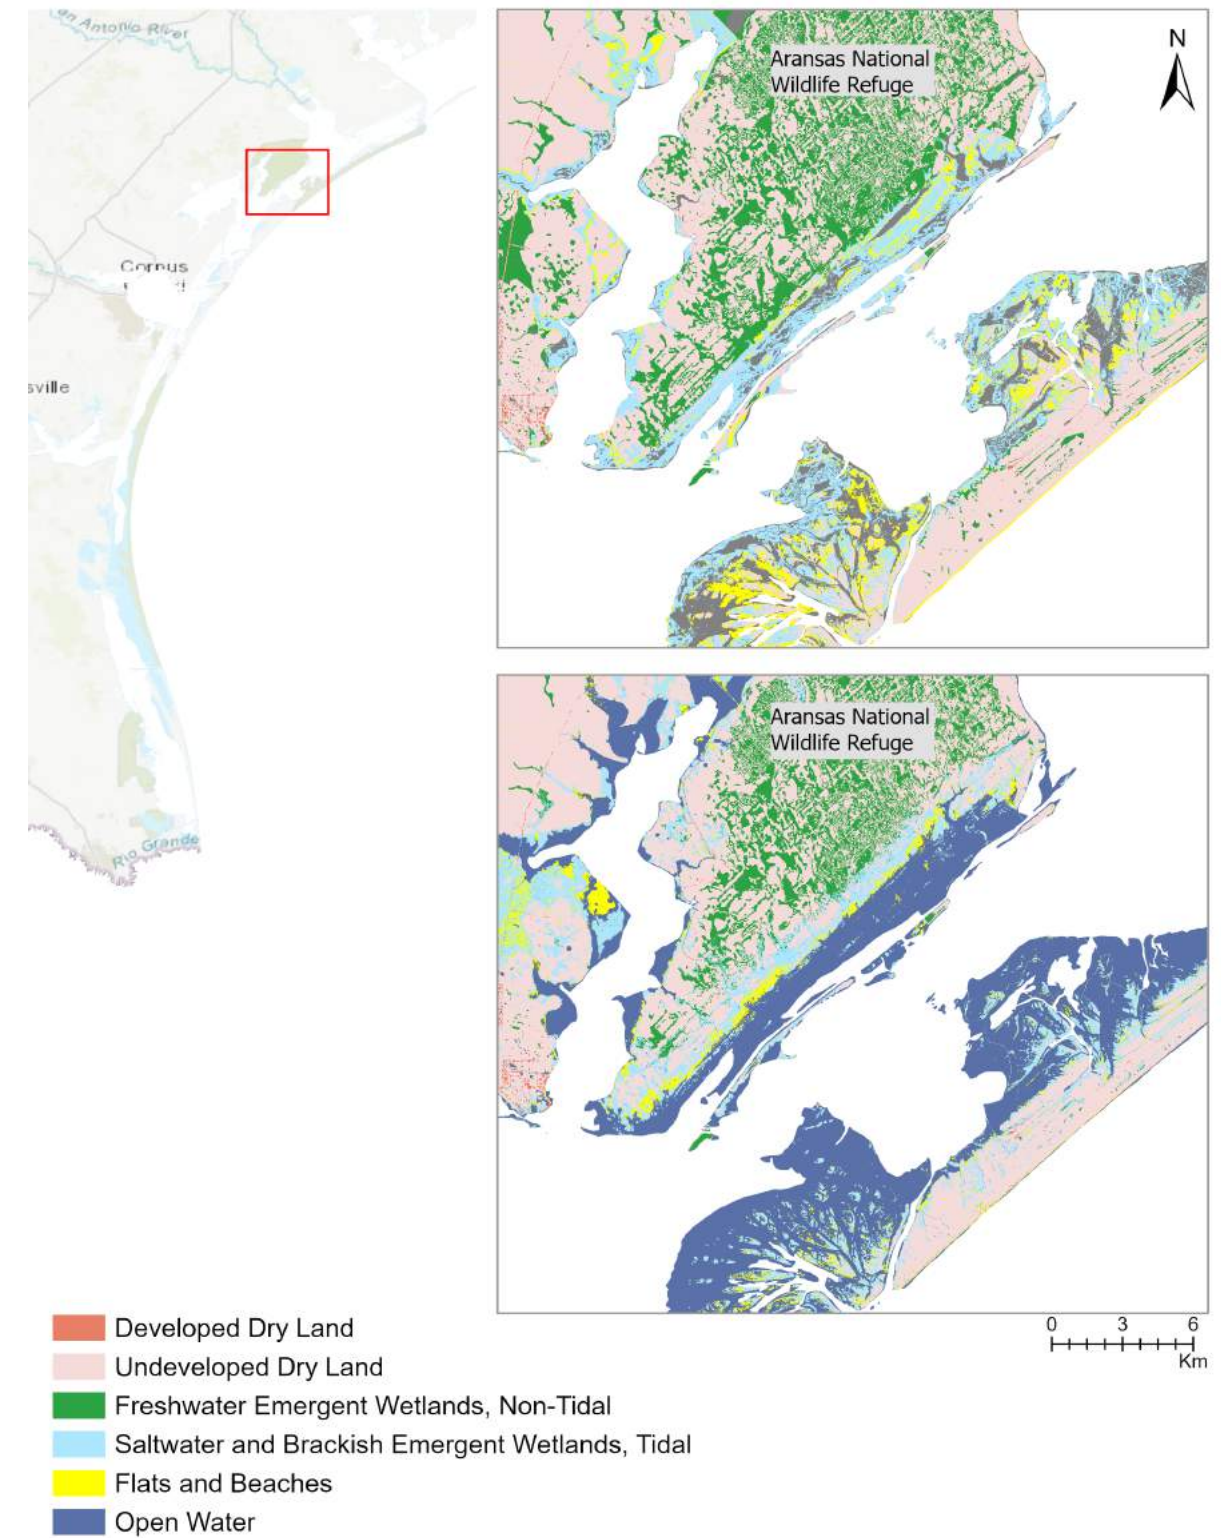 an Antonio River
Corpus
sville
Rio Grande
Aransas National
Wildlife Refuge
N
Aransas National
Wildlife Refuge
0 3 6
Km
Developed Dry Land
Undeveloped Dry Land
Freshwater Emergent Wetlands, Non-Tidal
Saltwater and Brackish Emergent Wetlands, Tidal
Flats and Beaches
Open Water